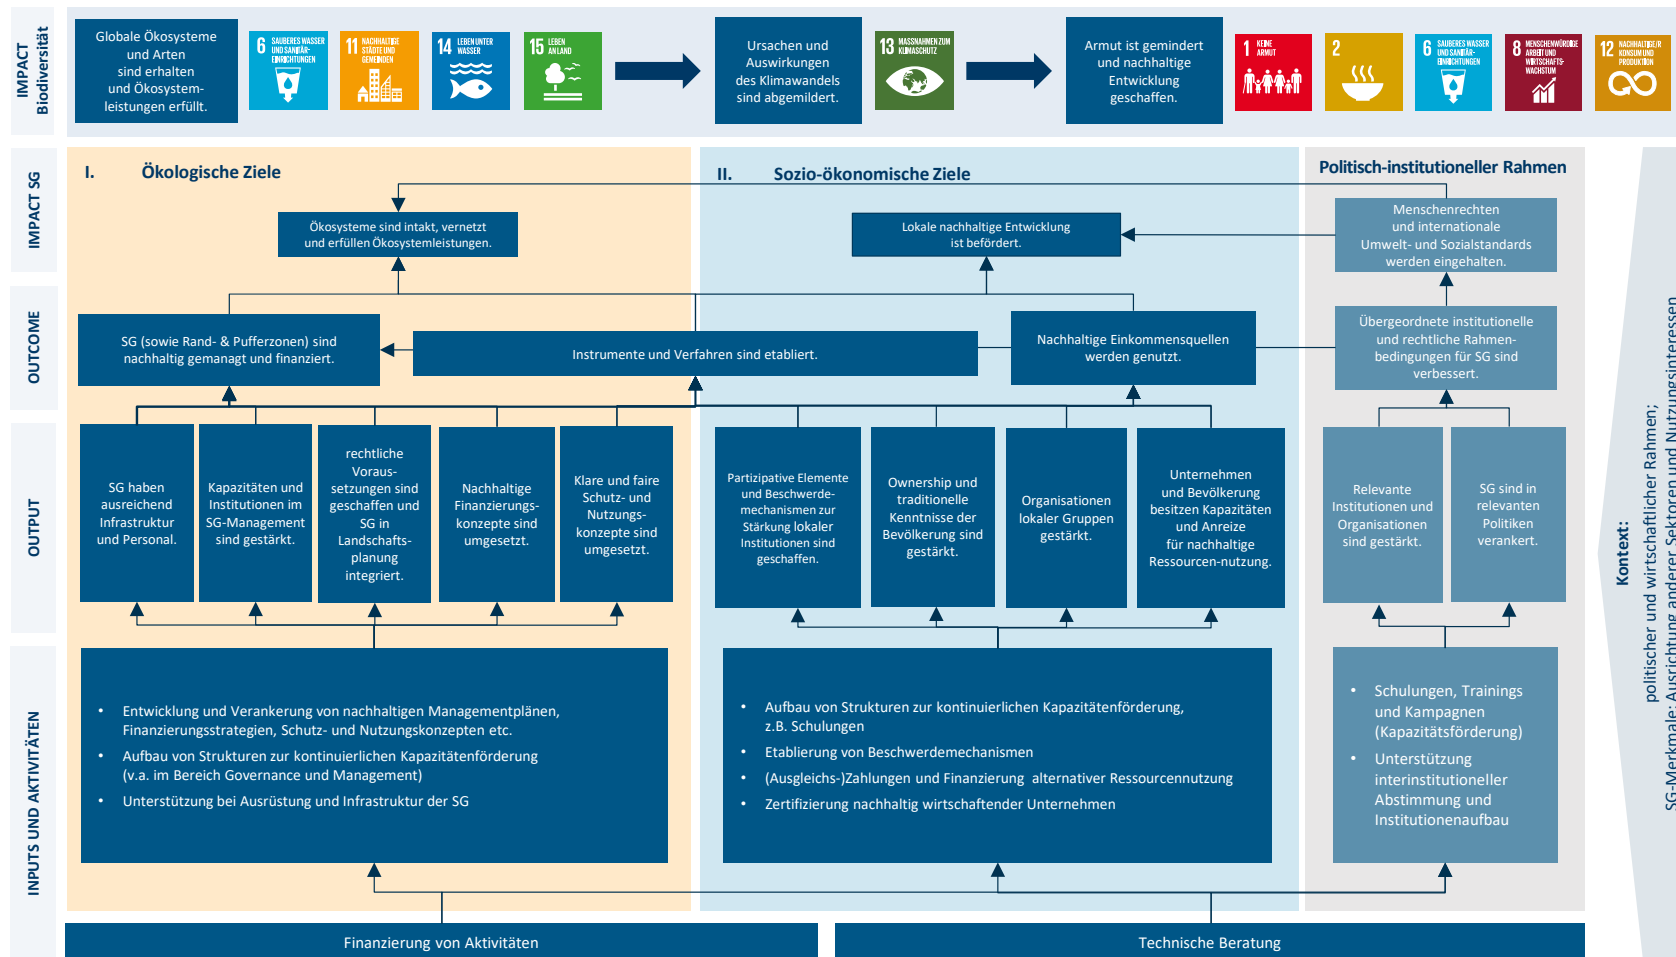 IMPACT
Biodiversität
Globale Ökosysteme
und Arten
sind erhalten
und Ökosystem-
leistungen erfüllt.
6 SAUBERES WASSER
UND SANITÄR-
EINRICHTUNGEN
11 NACHHALTIGE
STÄDTE UND
GEMEINDEN
14 LEBEN UNTER
WASSER
15 LEBEN
AN LAND
Ursachen und
Auswirkungen
des Klimawandels
sind abgemildert.
13 MASSNAHMEN ZUM
KLIMASCHUTZ
Armut ist gemindert
und nachhaltige
Entwicklung
geschaffen.
1 KEINE
ARMUT
2
6 SAUBERES WASSER
UND SANITÄR-
EINRICHTUNGEN
8 MENSCHENWÜRDIGE
ARBEIT UND
WIRTSCHAFTS-
WACHSTUM
12 NACHHALTIGE/R
KONSUM UND
PRODUKTION
IMPACT SG
I. Ökologische Ziele
II. Sozio-ökonomische Ziele
Politisch-institutioneller Rahmen
Ökosysteme sind intakt, vernetzt
und erfüllen Ökosystemleistungen.
Lokale nachhaltige Entwicklung
ist befördert.
Menschenrechten
und internationale
Umwelt- und Sozialstandards
werden eingehalten.
OUTCOME
SG (sowie Rand- & Pufferzonen) sind
nachhaltig gemanagt und finanziert.
Instrumente und Verfahren sind etabliert.
Nachhaltige Einkommensquellen
werden genutzt.
Übergeordnete institutionelle
und rechtliche Rahmen-
bedingungen für SG sind
verbessert.
OUTPUT
SG haben
ausreichend
Infrastruktur
und Personal.
Kapazitäten und
Institutionen im
SG-Management
sind gestärkt.
rechtliche
Voraus-
setzungen sind
geschaffen und
SG in
Landschafts-
planung
integriert.
Nachhaltige
Finanzierungs-
konzepte sind
umgesetzt.
Klare und faire
Schutz- und
Nutzungs-
konzepte sind
umgesetzt.
Partizipative Elemente
und Beschwerde-
mechanismen zur
Stärkung lokaler
Institutionen sind
geschaffen.
Ownership und
traditionelle
Kenntnisse der
Bevölkerung sind
gestärkt.
Organisationen
lokaler Gruppen
gestärkt.
Unternehmen
und Bevölkerung
besitzen Kapazitäten
und Anreize
für nachhaltige
Ressourcen-nutzung.
Relevante
Institutionen und
Organisationen
sind gestärkt.
SG sind in
relevanten
Politiken
verankert.
INPUTS UND AKTIVITÄTEN
• Entwicklung und Verankerung von nachhaltigen Managementplänen,
Finanzierungsstrategien, Schutz- und Nutzungskonzepten etc.
• Aufbau von Strukturen zur kontinuierlichen Kapazitätenförderung
(v.a. im Bereich Governance und Management)
• Unterstützung bei Ausrüstung und Infrastruktur der SG
• Aufbau von Strukturen zur kontinuierlichen Kapazitätenförderung,
z.B. Schulungen
• Etablierung von Beschwerdemechanismen
• (Ausgleichs-)Zahlungen und Finanzierung alternativer Ressourcennutzung
• Zertifizierung nachhaltig wirtschaftender Unternehmen
• Schulungen, Trainings
und Kampagnen
(Kapazitätsförderung)
• Unterstützung
interinstitutioneller
Abstimmung und
Institutionenaufbau
Finanzierung von Aktivitäten
Technische Beratung
Kontext:
politischer und wirtschaftlicher Rahmen;
SG-Merkmale; Ausrichtung anderer Sektoren und Nutzungsinteressen